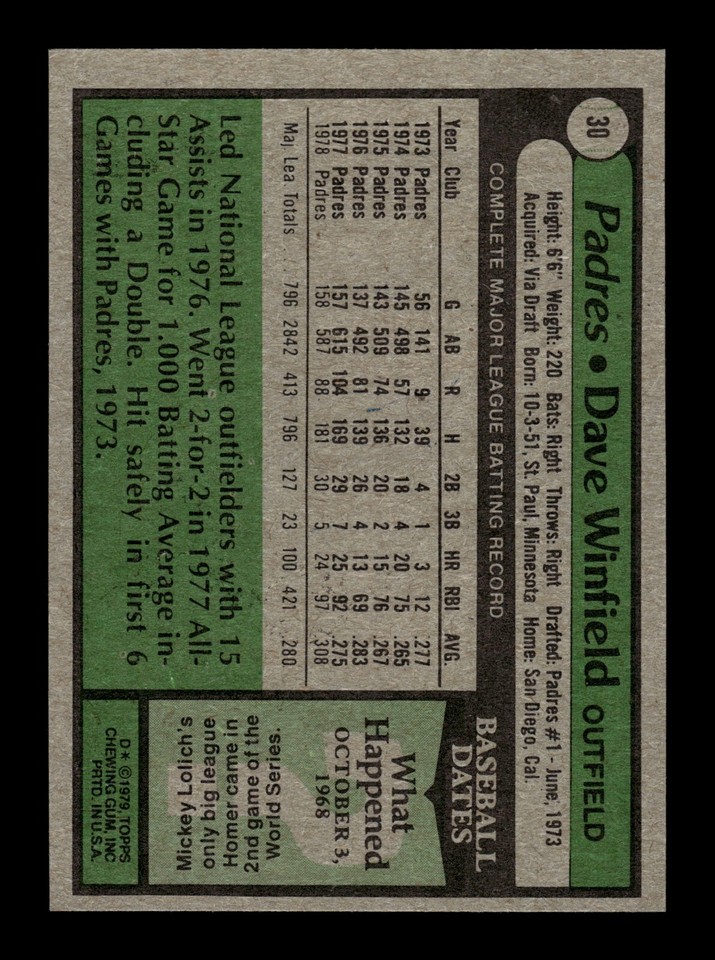 30
Padres • Dave Winfield OUTFIELD
Height: 6'6" Weight: 220 Bats: Right Throws: Right Drafted: Padres #1 - June, 1973
Acquired: Via Draft Born: 10-3-51, St. Paul, Minnesota Home: San Diego, Cal.
COMPLETE MAJOR LEAGUE BATTING RECORD
Year Club G AB R H 2B 3B HR RBI AVG.
1973 Padres 56 141 9 39 4 1 3 12 .277
1974 Padres 145 498 57 132 18 4 20 75 .265
1975 Padres 143 509 74 136 20 2 15 76 .267
1976 Padres 137 492 81 139 26 4 13 69 .283
1977 Padres 157 615 104 169 29 7 25 92 .275
1978 Padres 158 587 88 181 30 5 24 97 .308
Maj. Lea Totals 796 2842 413 796 127 23 100 421 .280
Led National League outfielders with 15
Assists in 1976. Went 2-for-2 in 1977 All-
Star Game for 1.000 Batting Average in-
cluding a Double. Hit safely in first 6
Games with Padres, 1973.
BASEBALL
DATES
What
Happened
OCTOBER 3,
1968
Mickey Lolich's
only big league
Homer came in
2nd game of the
World Series.
D* ©1979, TOPPS
CHEWING GUM, INC
PRTD. IN U.S.A.